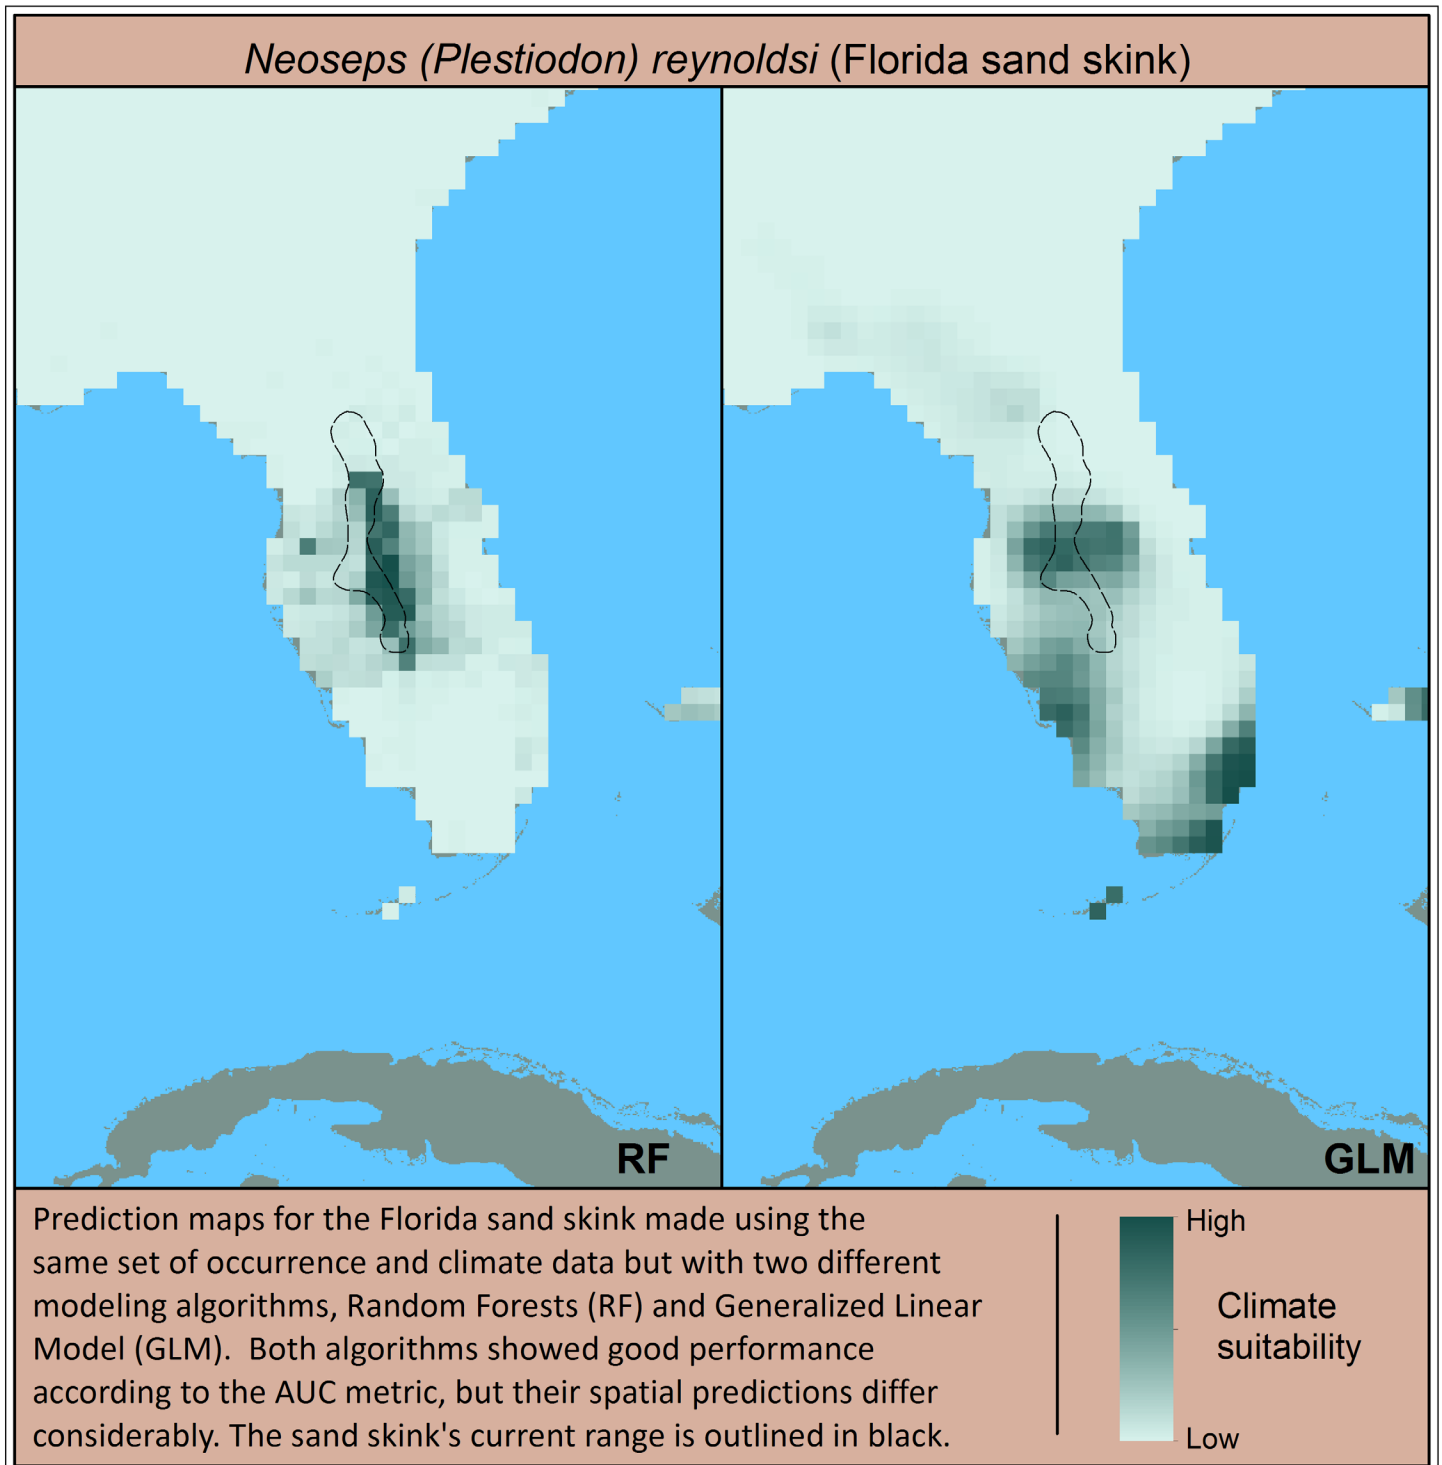 Neoseps (Plestiodon) reynoldsi (Florida sand skink)
RF
GLM
Prediction maps for the Florida sand skink made using the
same set of occurrence and climate data but with two different
modeling algorithms, Random Forests (RF) and Generalized Linear
Model (GLM).  Both algorithms showed good performance
according to the AUC metric, but their spatial predictions differ
considerably. The sand skink's current range is outlined in black.
High
Climate
suitability
Low